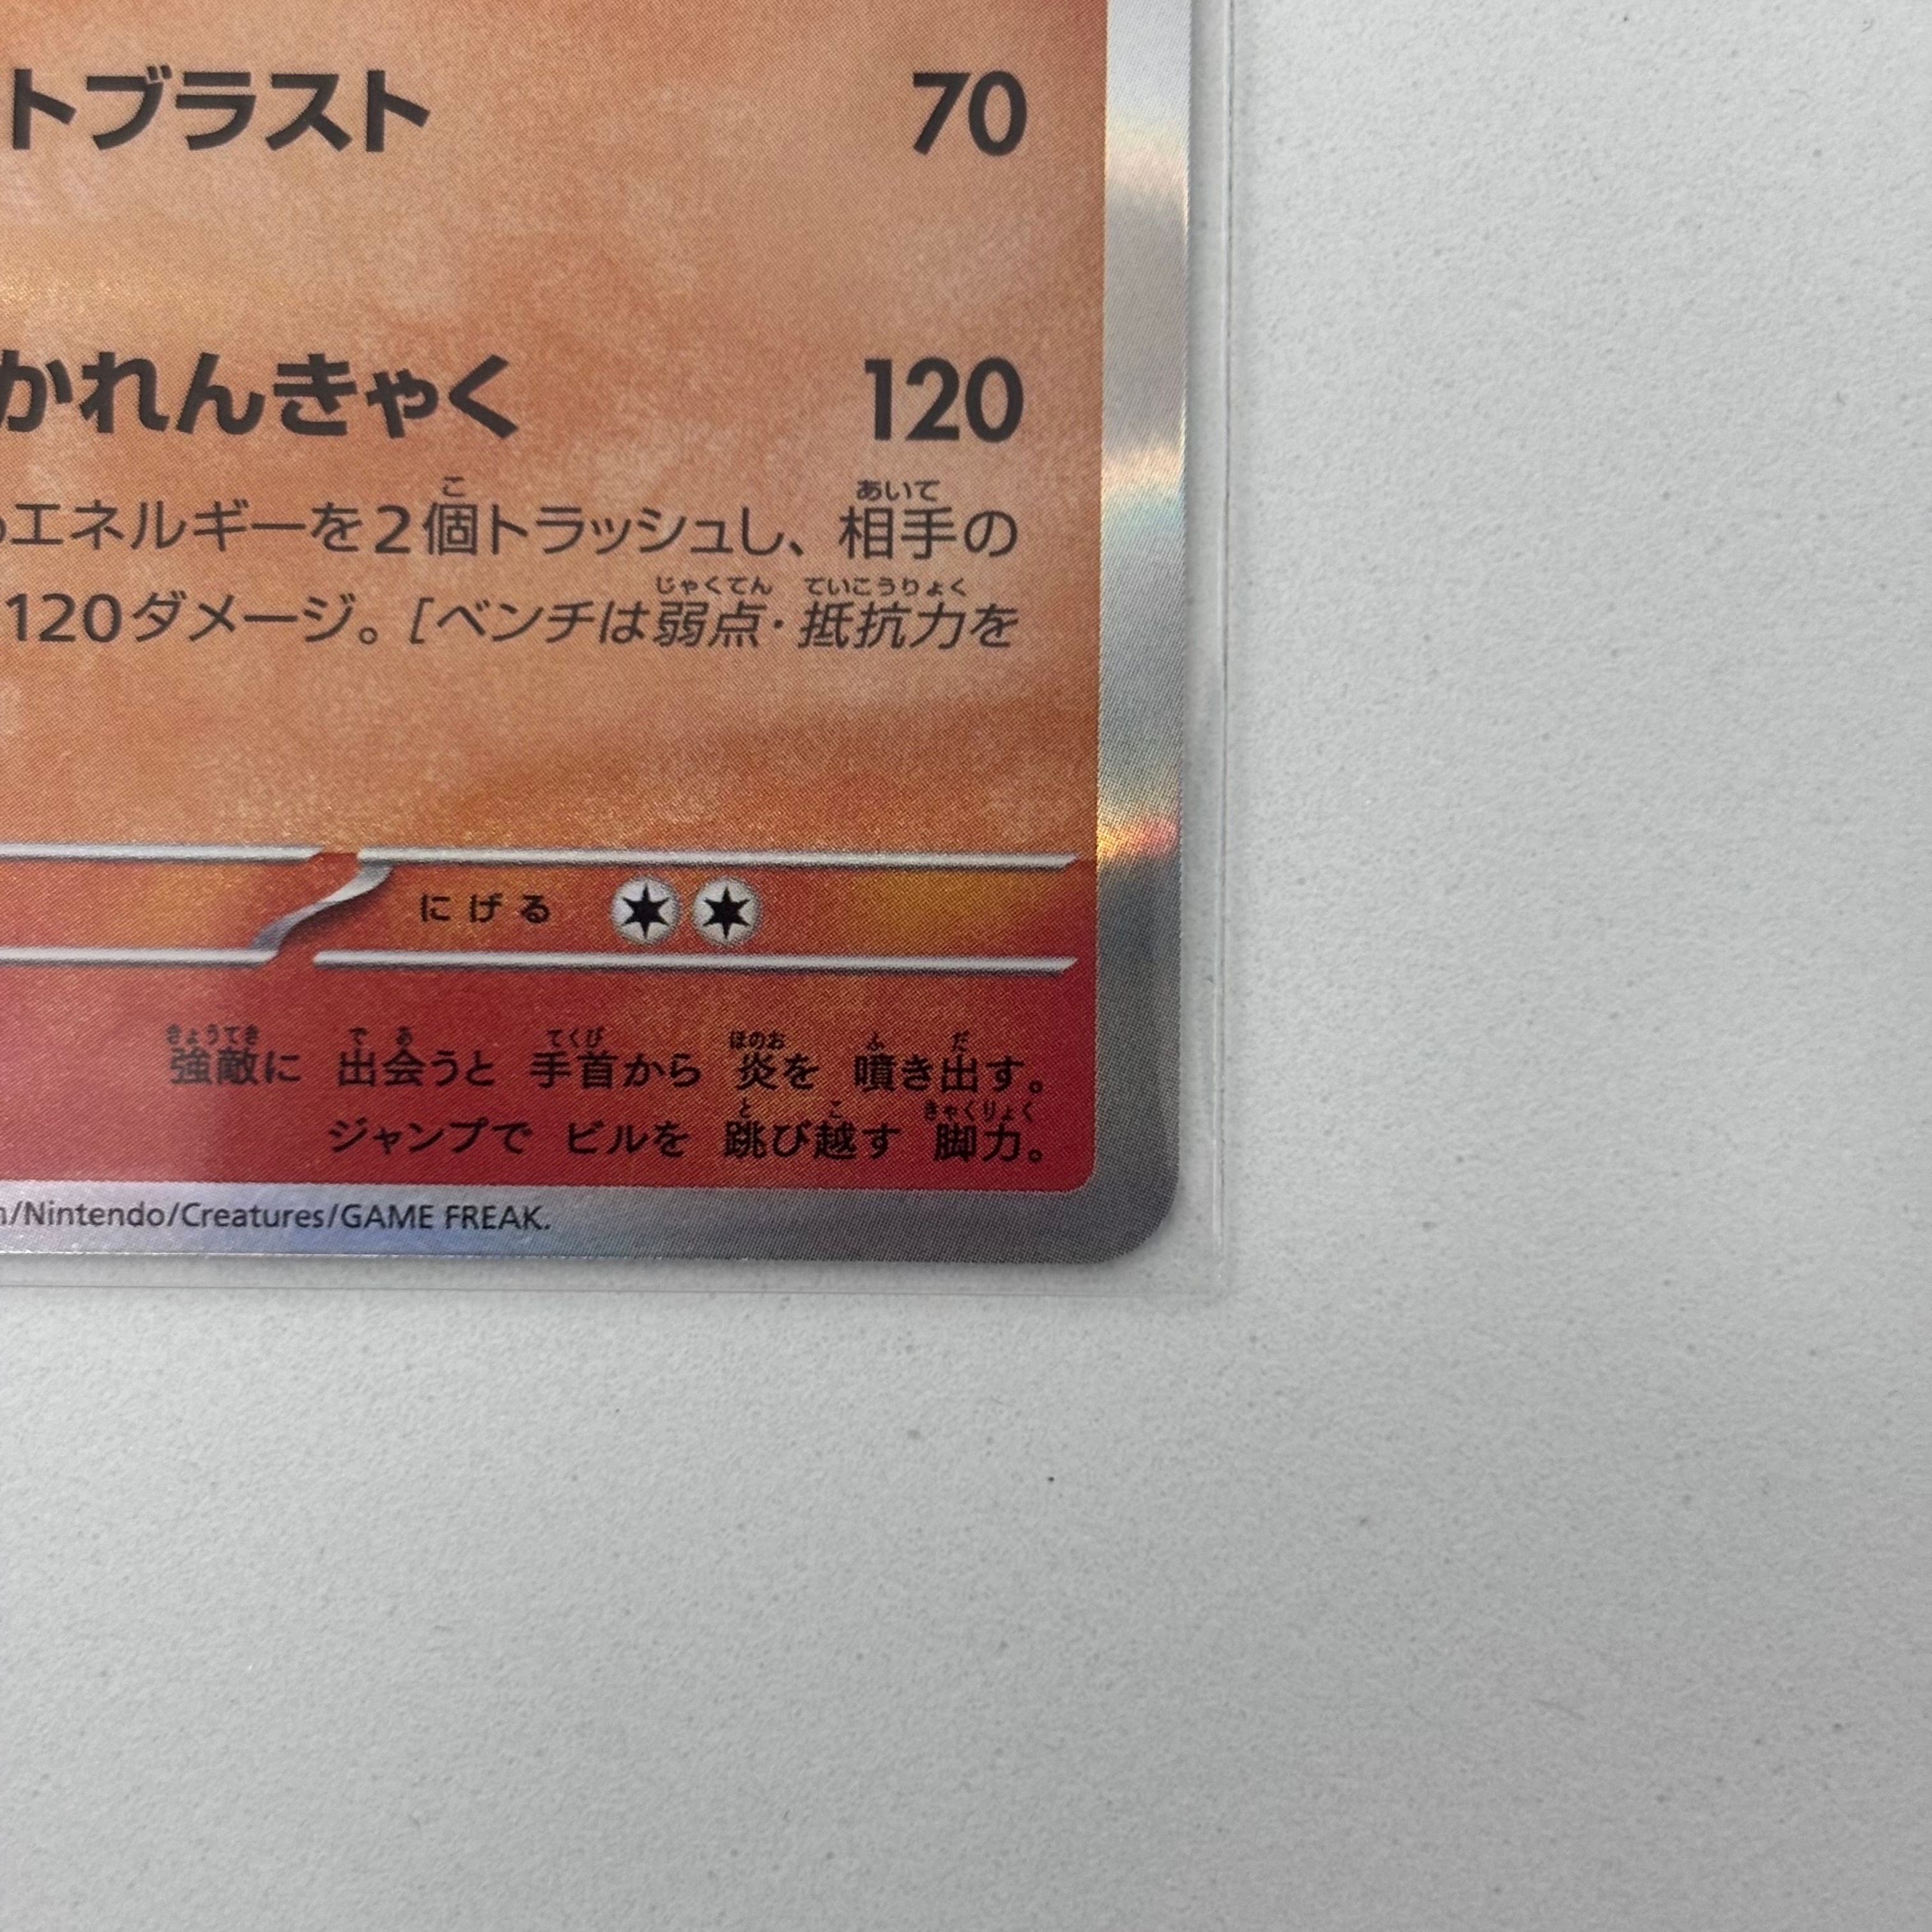 トブラスト 70
かれんきゃく 120
こ あいて
エネルギーを2個トラッシュし、相手の
じゃくてん ていこうりょく
120ダメージ。[ベンチは弱点・抵抗力を
にげる
きょうてき で あ てくび ほのお ふ だ
強敵に 出会うと 手首から 炎を 噴き出す。
と こ きゃくりょく
ジャンプで ビルを 跳び越す 脚力。
/Nintendo/Creatures/GAME FREAK.